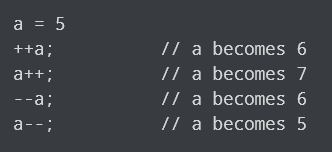 a = 5
++a;          // a becomes 6
a++;          // a becomes 7
--a;          // a becomes 6
a--;          // a becomes 5